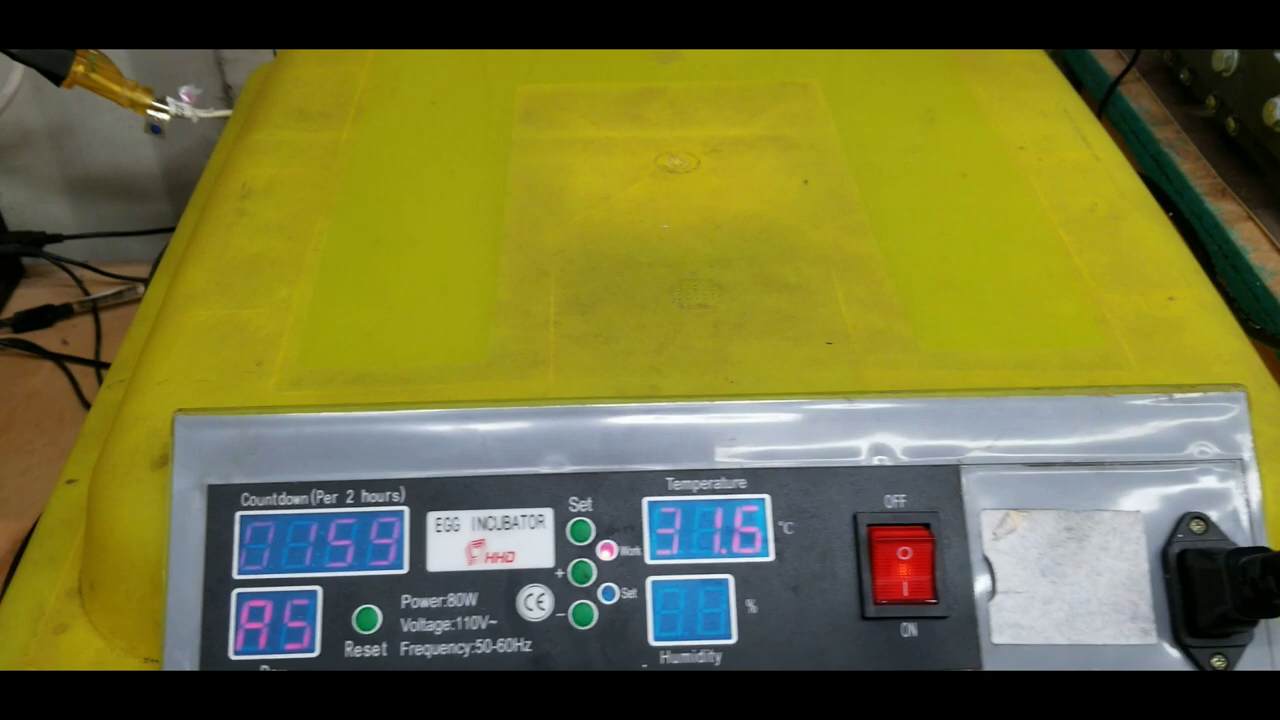 Countdown(Per 2 hours)
0159
EGG INCUBATOR
HHD
Set
Work
+
Set
-
Temperature
31.6 °C
%
Humidity
OFF
ON
A5
Reset
Power:80W
Voltage:110V~
Frequency:50-60Hz
CE